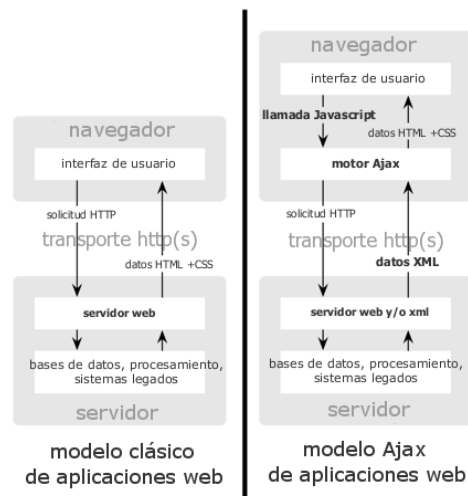 navegador
interfaz de usuario
solicitud HTTP
transporte http(s)
datos HTML +CSS
servidor web
bases de datos, procesamiento,
sistemas legados
servidor
modelo clásico
de aplicaciones web
navegador
interfaz de usuario
llamada Javascript
datos HTML +CSS
motor Ajax
solicitud HTTP
transporte http(s)
datos XML
servidor web y/o xml
bases de datos, procesamiento,
sistemas legados
servidor
modelo Ajax
de aplicaciones web